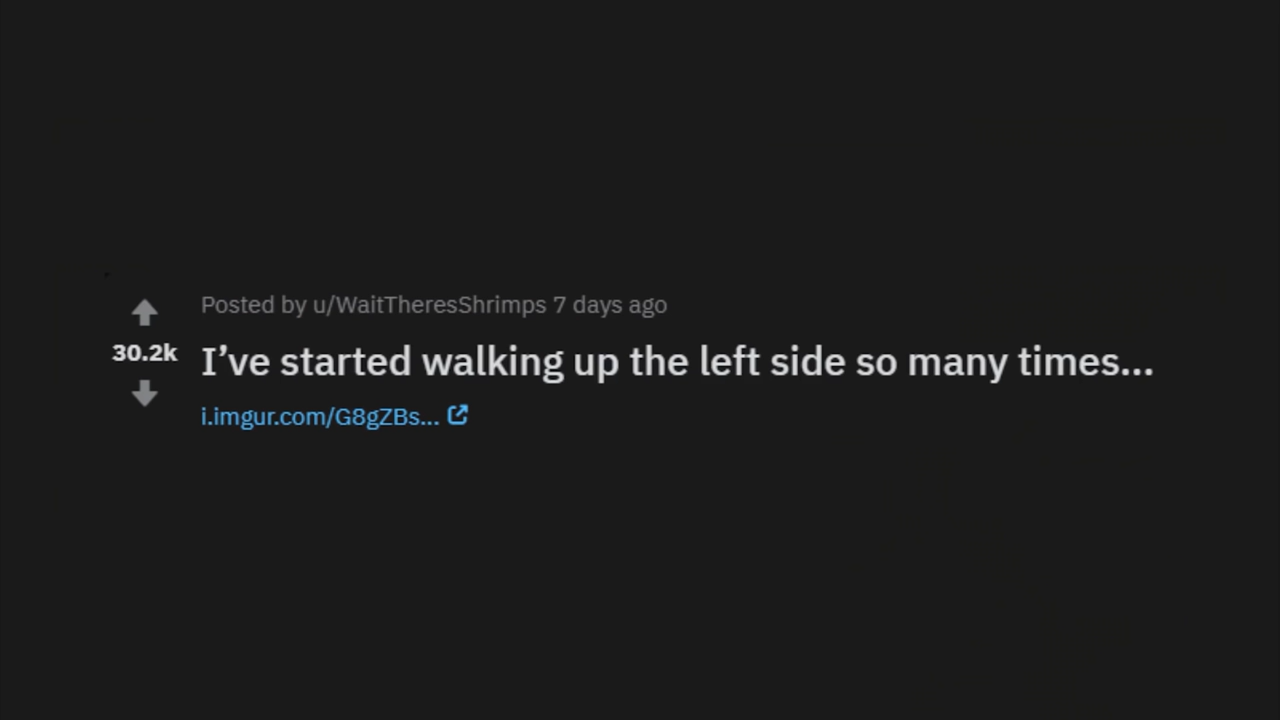 Posted by u/WaitTheresShrimps 7 days ago
30.2k
I’ve started walking up the left side so many times...
i.imgur.com/G8gZBs...